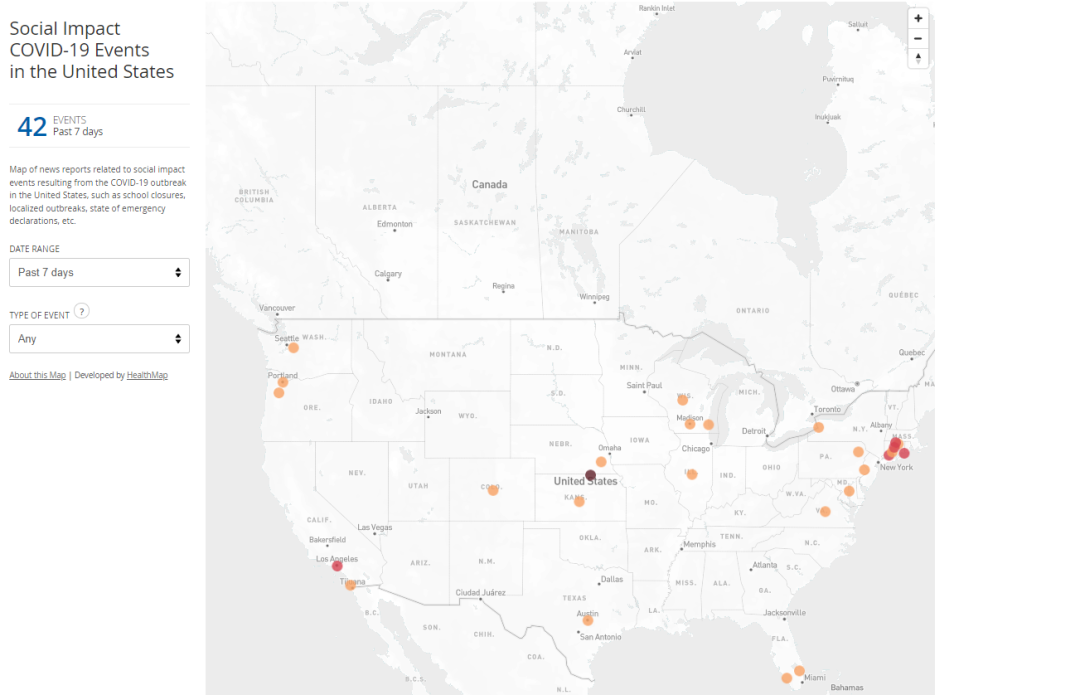 Social Impact
COVID-19 Events
in the United States
42
EVENTS
Past 7 days
Map of news reports related to social impact
events resulting from the COVID-19 outbreak
in the United States, such as school closures,
localized outbreaks, state of emergency
declarations, etc.
DATE RANGE
Past 7 days
TYPE OF EVENT ?
Any
About this Map | Developed by HealthMap
Rankin Inlet
Salluit
Arviat
Puvirnituq
Churchill
Inukjuak
Canada
BRITISH
COLUMBIA
ALBERTA
Edmonton
SASKATCHEWAN
MANITOBA
Calgary
Regina
Winnipeg
QUÉBEC
Vancouver
ONTARIO
Seattle
WASH.
MONTANA
N.D.
MINN.
Quebec
Portland
Saint Paul
Ottawa
MA
ORE.
IDAHO
Jackson
WYO.
S.D.
WIS.
MICH.
Toronto
VT.
Madison
Detroit
N.Y.
Albany
MASS.
NEBR.
Omaha
IOWA
Chicago
PA.
New York
NEV.
UTAH
COLO.
United States
IND.
OHIO
MD.
KANS.
MO.
W.VA.
CALIF.
Las Vegas
KY.
Bakersfield
OKLA.
Memphis
TENN.
N.C.
Los Angeles
ARIZ.
N.M.
ARK.
Atlanta
S.C.
Tijuana
Ciudad Juárez
Dallas
MISS.
ALA.
GA.
B.C.
TEXAS
Austin
LA.
Jacksonville
SON.
CHIH.
San Antonio
FLA.
COA.
B.C.S.
N.L.
Miami
Bahamas